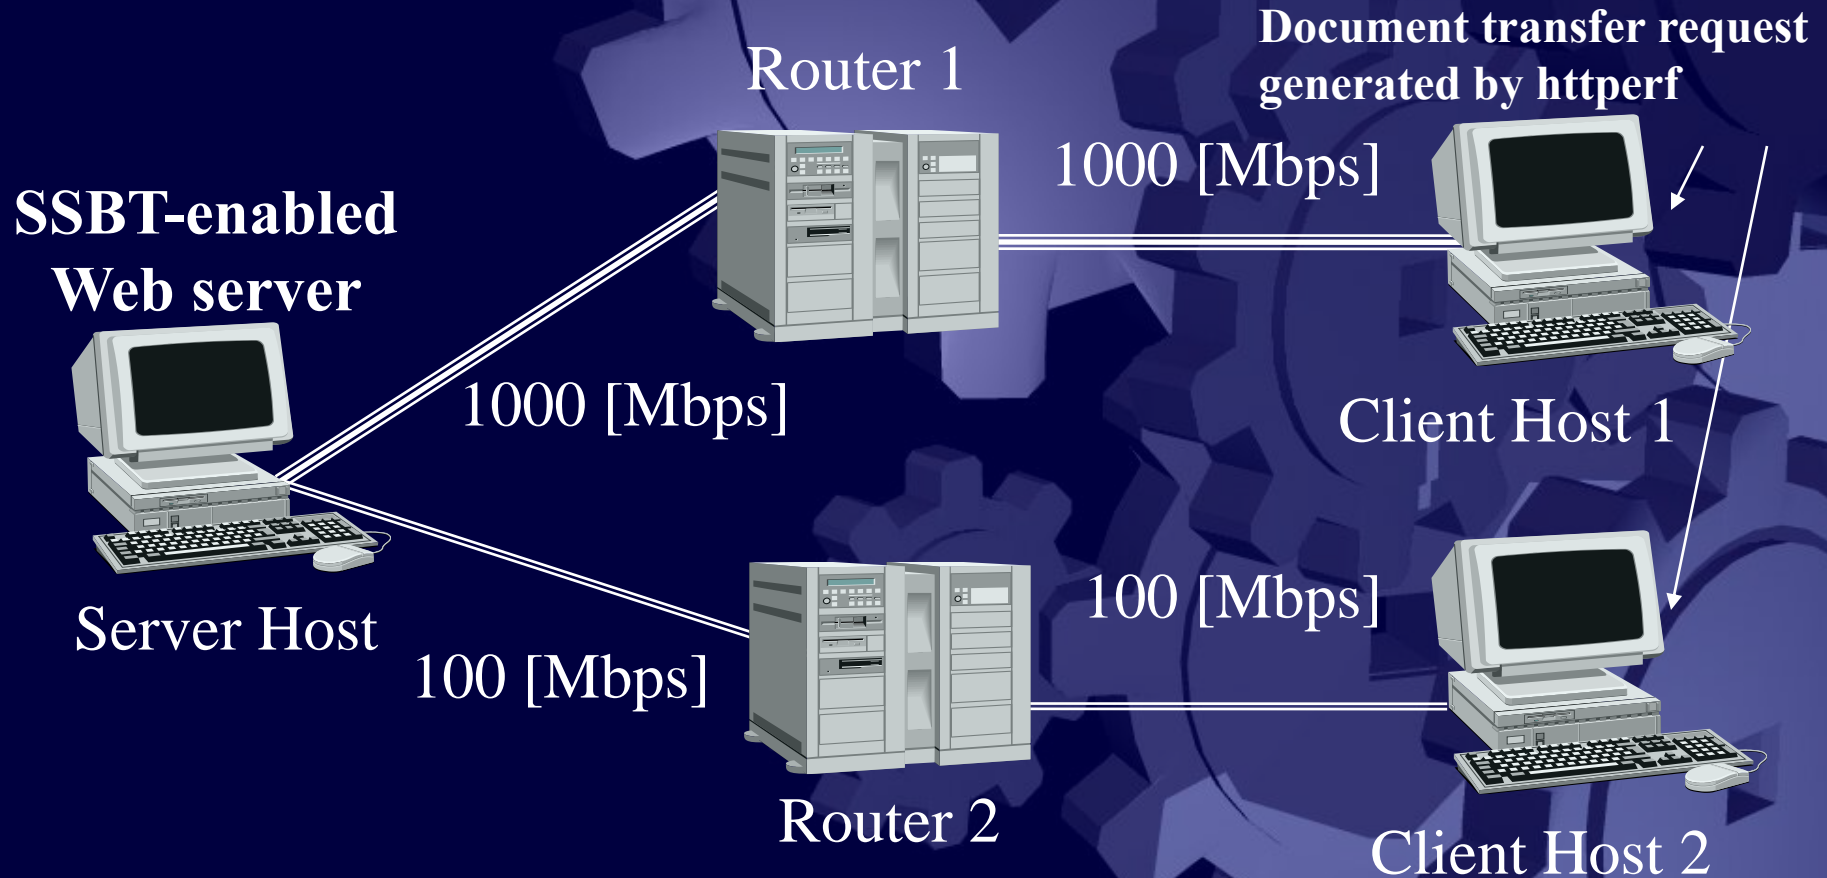 Document transfer request
generated by httperf
Router 1
1000 [Mbps]
SSBT-enabled
Web server
1000 [Mbps]
Client Host 1
Server Host
100 [Mbps]
100 [Mbps]
Router 2
Client Host 2